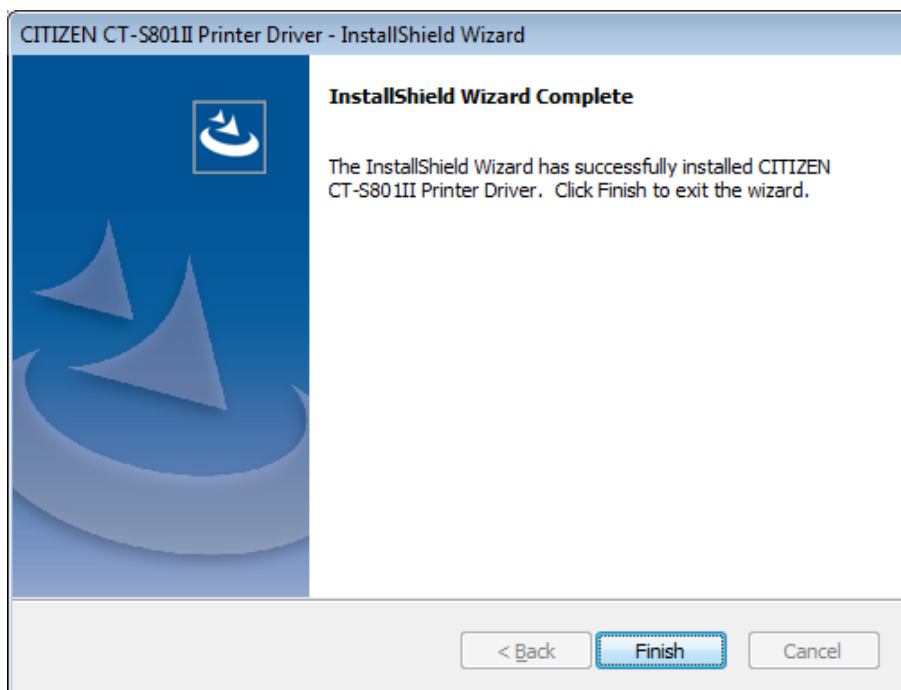 CITIZEN CT-S801II Printer Driver - InstallShield Wizard
InstallShield Wizard Complete
The InstallShield Wizard has successfully installed CITIZEN
CT-S801II Printer Driver.  Click Finish to exit the wizard.
< Back
Finish
Cancel